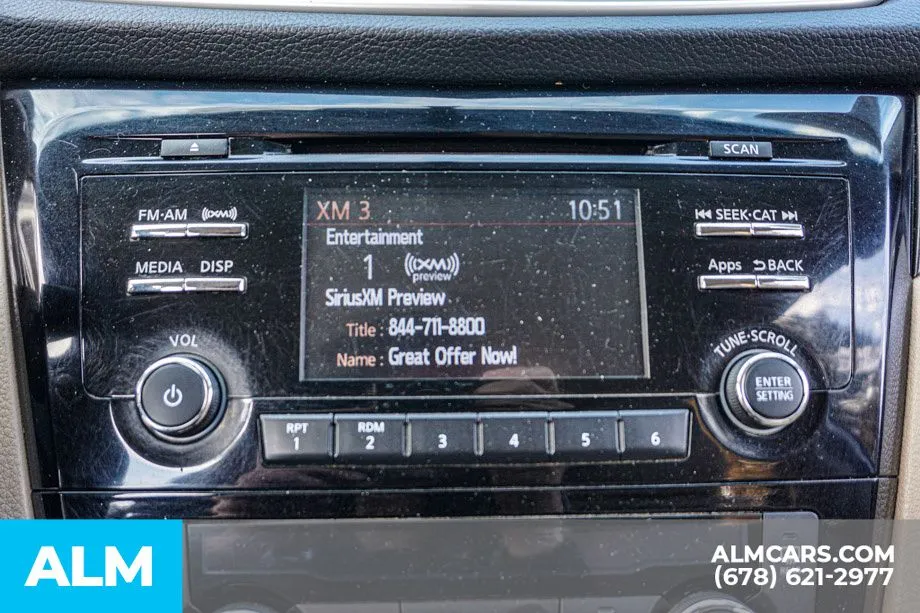 SCAN
FM·AM ((XM))
MEDIA DISP
VOL
XM 3 10:51
Entertainment
1 ((XM))
preview
SiriusXM Preview
Title : 844-711-8800
Name : Great Offer Now!
SEEK·CAT
Apps BACK
TUNE·SCROLL
ENTER
SETTING
RPT
1
RDM
2
3
4
5
6
ALM
ALMCARS.COM
(678) 621-2977